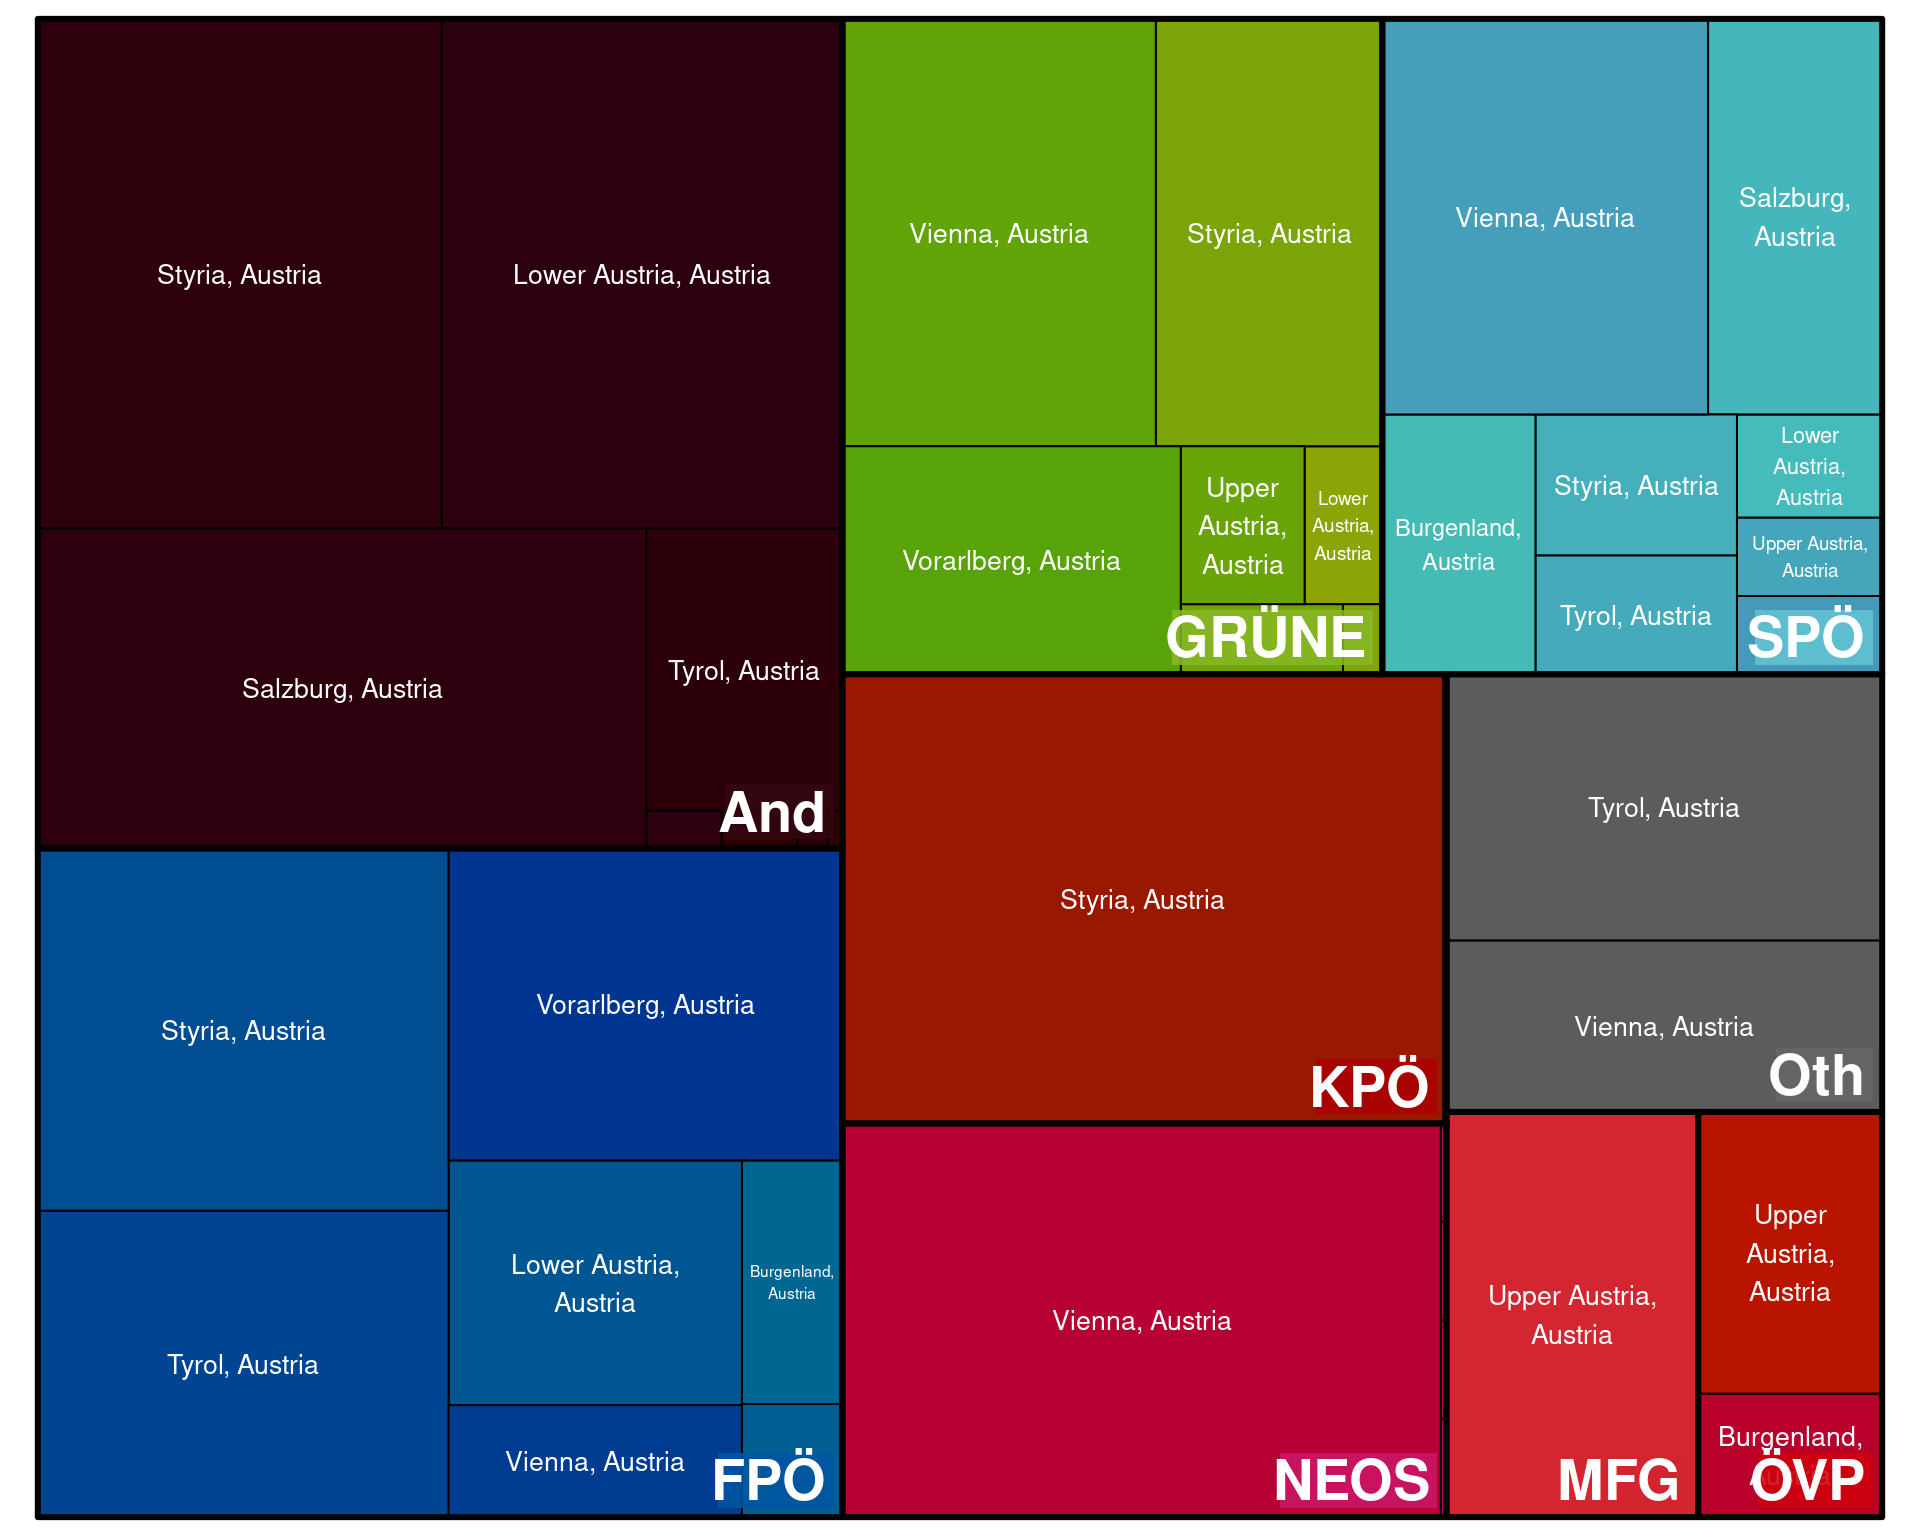 Styria, Austria
Lower Austria, Austria
Salzburg, Austria
Tyrol, Austria
And
Vienna, Austria
Styria, Austria
Vorarlberg, Austria
Upper
Austria,
Austria
Lower
Austria,
Austria
GRÜNE
Vienna, Austria
Salzburg,
Austria
Burgenland,
Austria
Styria, Austria
Tyrol, Austria
Lower
Austria,
Austria
Upper Austria,
Austria
SPÖ
Styria, Austria
Vorarlberg, Austria
Tyrol, Austria
Lower Austria,
Austria
Burgenland,
Austria
Vienna, Austria
FPÖ
Styria, Austria
KPÖ
Tyrol, Austria
Vienna, Austria
Oth
Vienna, Austria
NEOS
Upper Austria,
Austria
MFG
Upper
Austria,
Austria
Burgenland,
ÖVP